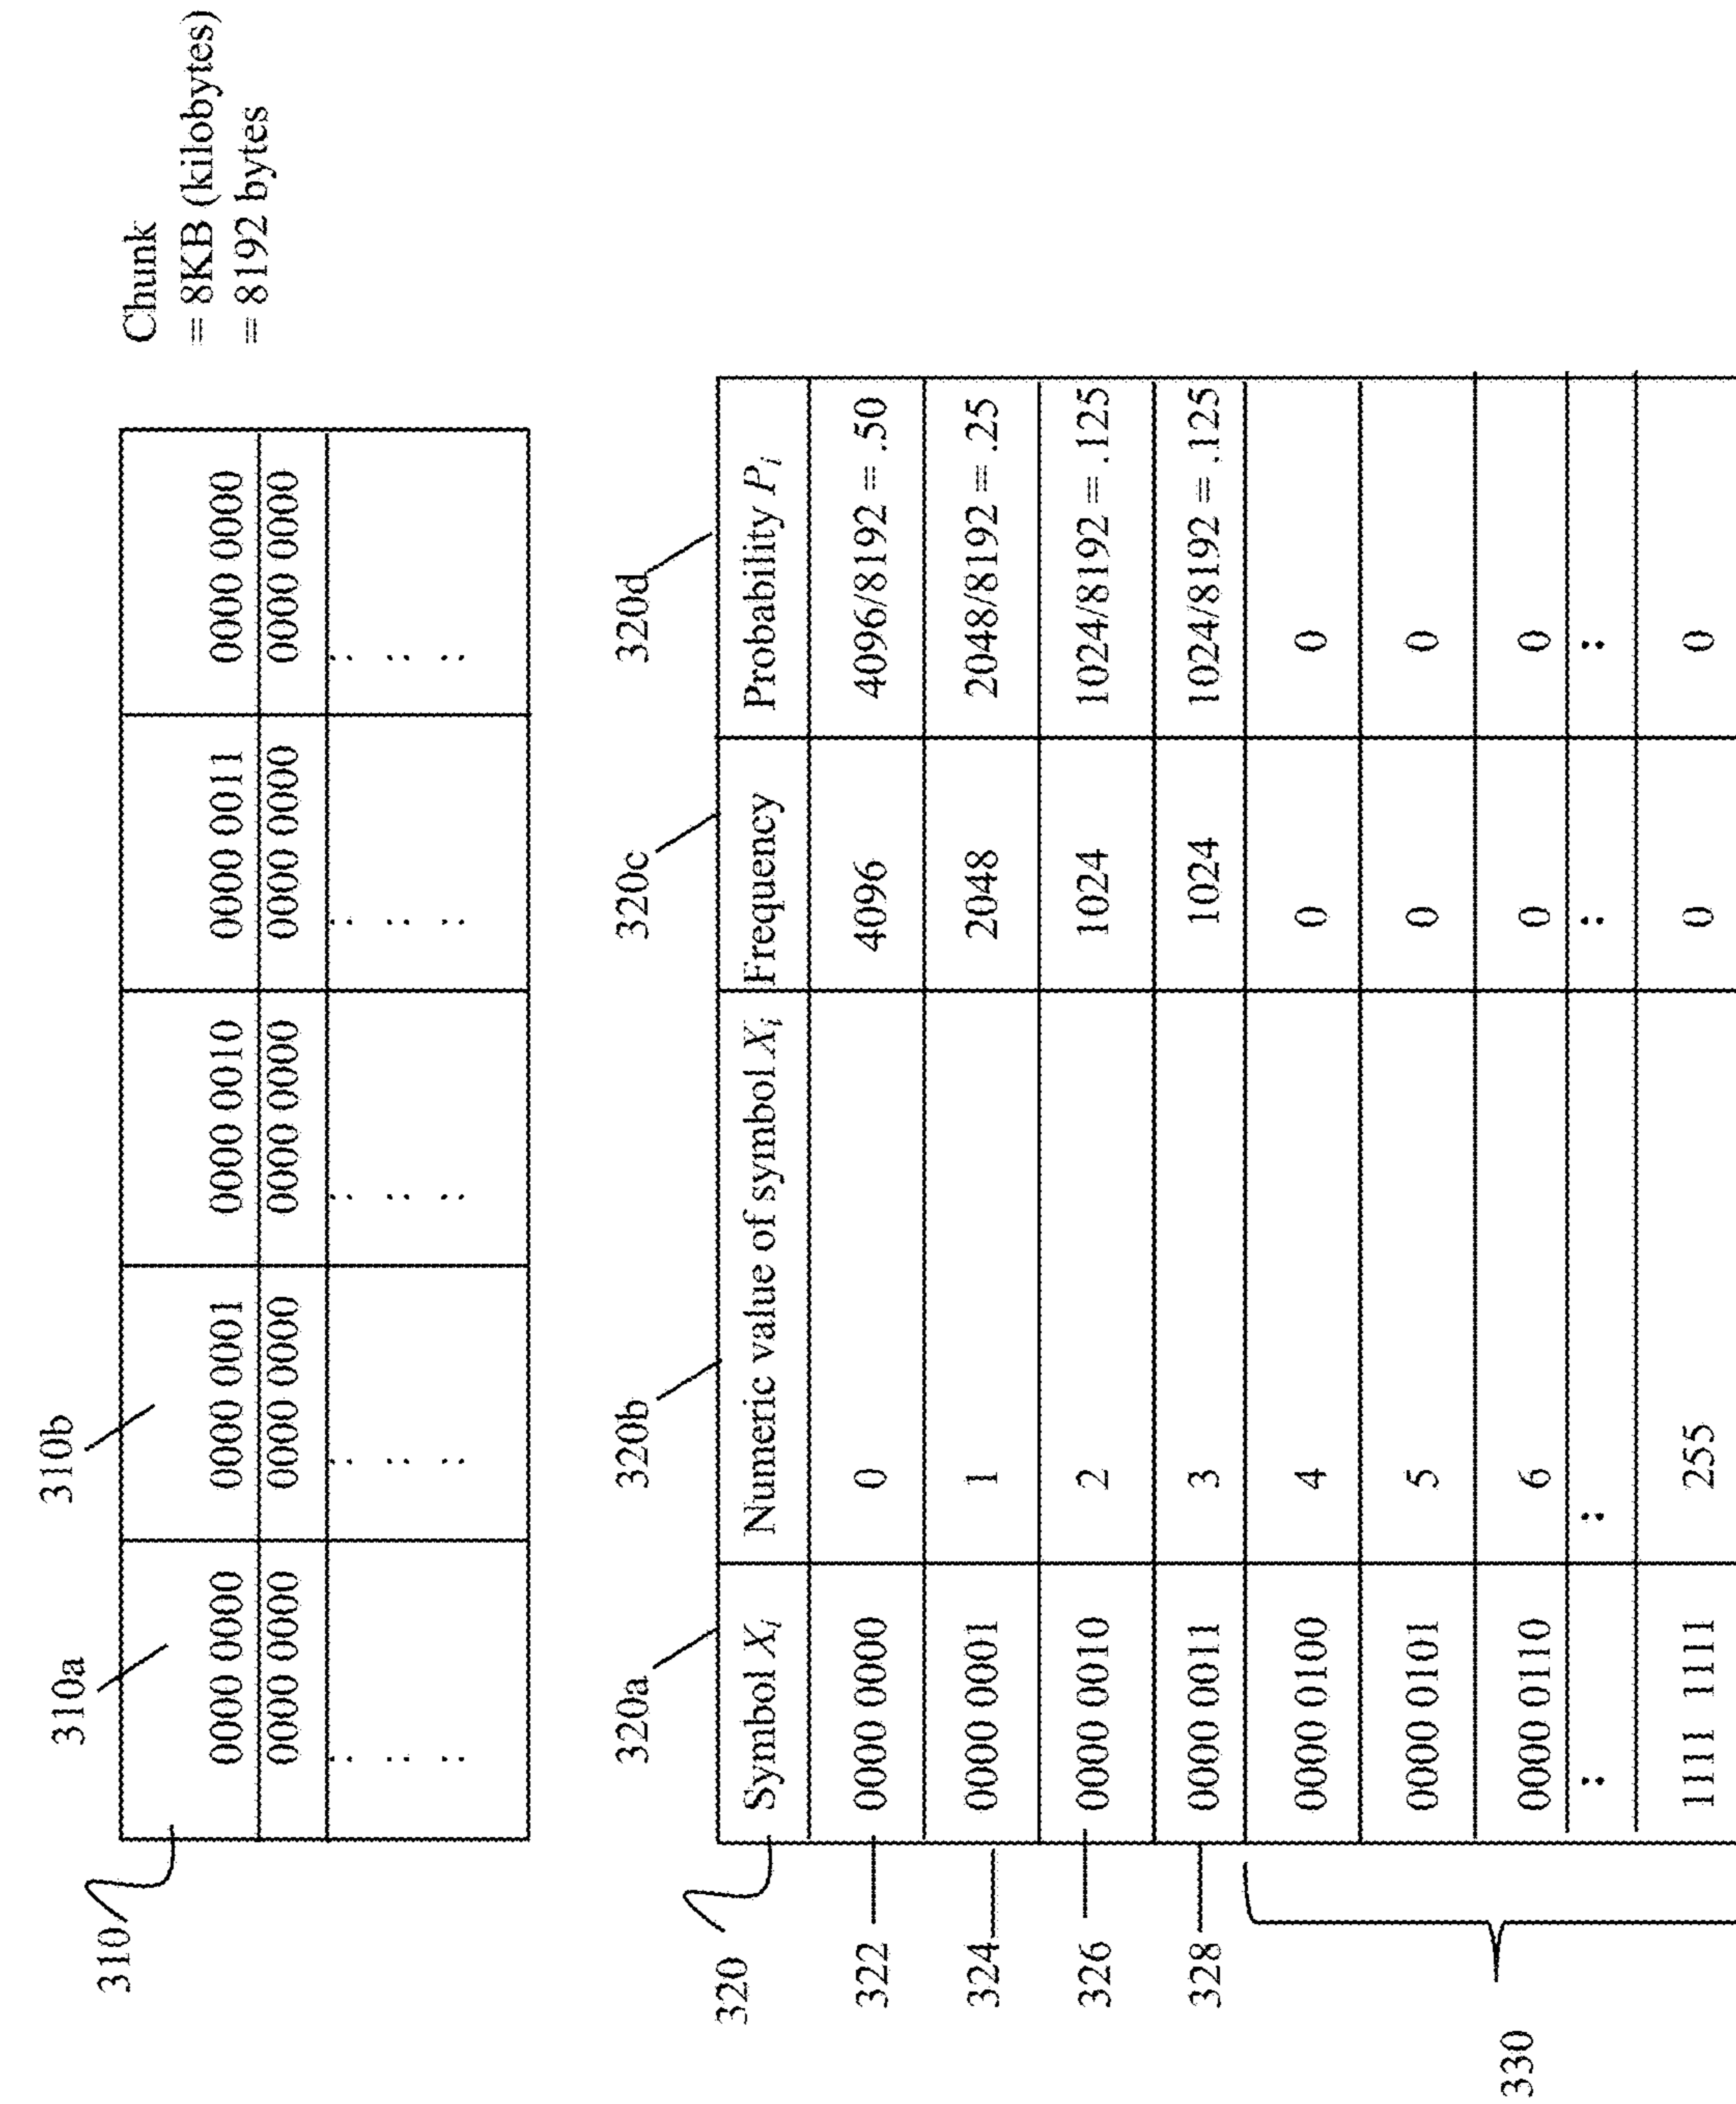 310a
310b
Chunk
= 8KB (kilobytes)
= 8192 bytes
310
0000 0000 0000 0001 0000 0010 0000 0011 0000 0000
0000 0000 0000 0000 0000 0000 0000 0000 0000 0000
: : : : :
320a 320b 320c 320d
320
Symbol Xi Numeric value of symbol Xi Frequency Probability Pi
322 0000 0000 0 4096 4096/8192 = .50
324 0000 0001 1 2048 2048/8192 = .25
326 0000 0010 2 1024 1024/8192 = .125
328 0000 0011 3 1024 1024/8192 = .125
0000 0100 4 0 0
0000 0101 5 0 0
0000 0110 6 0 0
: : : :
1111 1111 255 0 0
330